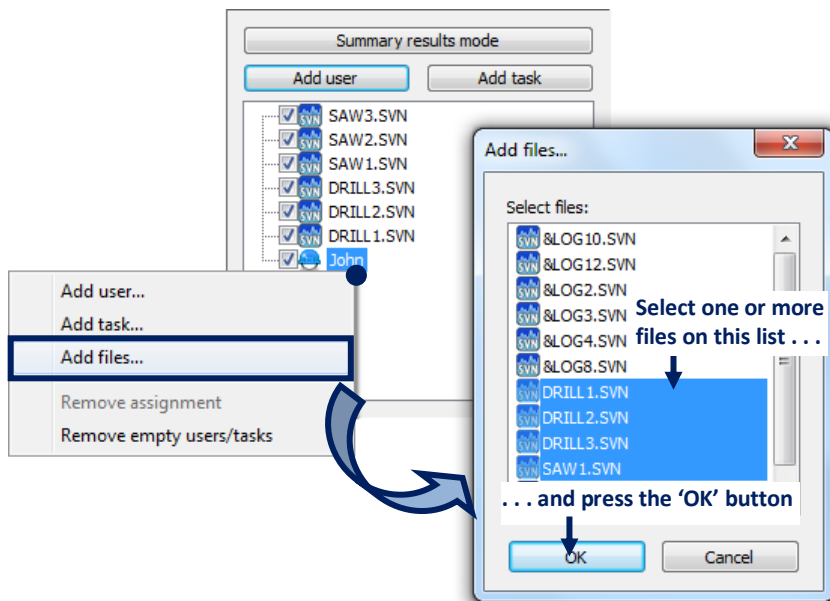 Summary results mode
Add user
Add task
SAW3.SVN
SAW2.SVN
SAW1.SVN
DRILL3.SVN
DRILL2.SVN
DRILL1.SVN
John
Add user...
Add task...
Add files...
Remove assignment
Remove empty users/tasks
Add files...
Select files:
&LOG10.SVN
&LOG12.SVN
&LOG2.SVN
&LOG3.SVN
&LOG4.SVN
&LOG8.SVN
DRILL1.SVN
DRILL2.SVN
DRILL3.SVN
SAW1.SVN
Select one or more
files on this list . . .
. . . and press the ‘OK’ button
OK
Cancel